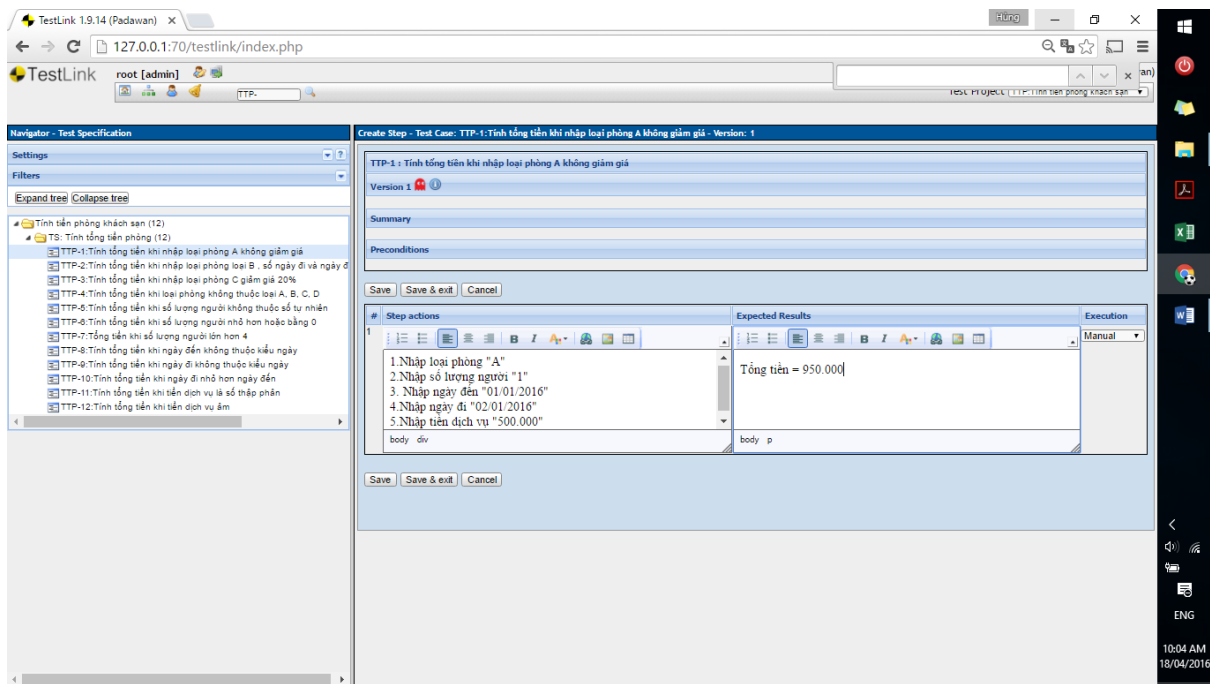 TestLink 1.9.14 (Padawan)
Hùng
127.0.0.1:70/testlink/index.php
TestLink
root [admin]
TTP-
an)
Test Project TTP:Tính tiền phòng khách sạn
Navigator - Test Specification
Settings
Filters
Expand tree Collapse tree
Tính tiền phòng khách sạn (12)
TS: Tính tổng tiền phòng (12)
TTP-1:Tính tổng tiền khi nhập loại phòng A không giảm giá
TTP-2:Tính tổng tiền khi nhập loại phòng loại B , số ngày đi và ngày đ
TTP-3:Tính tổng tiền khi nhập loại phòng C giảm giá 20%
TTP-4:Tính tổng tiền khi loại phòng không thuộc loại A, B, C, D
TTP-5:Tính tổng tiền khi số lượng người không thuộc số tự nhiên
TTP-6:Tính tổng tiền khi số lượng người nhỏ hơn hoặc bằng 0
TTP-7:Tổng tiền khi số lượng người lớn hơn 4
TTP-8:Tính tổng tiền khi ngày đến không thuộc kiểu ngày
TTP-9:Tính tổng tiền khi ngày đi không thuộc kiểu ngày
TTP-10:Tính tổng tiền khi ngày đi nhỏ hơn ngày đến
TTP-11:Tính tổng tiền khi tiền dịch vụ là số thập phân
TTP-12:Tính tổng tiền khi tiền dịch vụ âm
Create Step - Test Case: TTP-1:Tính tổng tiền khi nhập loại phòng A không giảm giá - Version: 1
TTP-1 : Tính tổng tiền khi nhập loại phòng A không giảm giá
Version 1
Summary
Preconditions
Save Save & exit Cancel
# Step actions Expected Results Execution
1
Manual
1.Nhập loại phòng "A"
2.Nhập số lượng người "1"
3. Nhập ngày đến "01/01/2016"
4.Nhập ngày đi "02/01/2016"
5.Nhập tiền dịch vụ "500.000"
body div
Tổng tiền = 950.000
body p
Save Save & exit Cancel
ENG
10:04 AM
18/04/2016